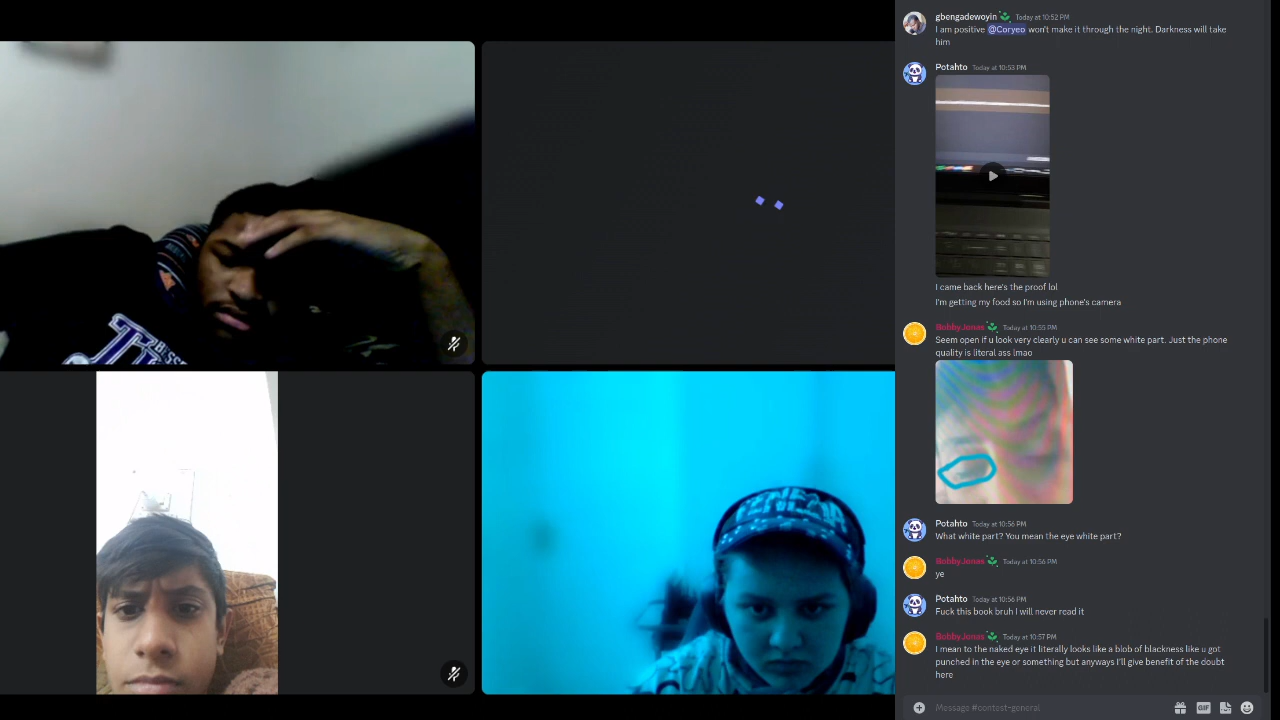 gbengadewoyin Today at 10:52 PM
I am positive @Coryeo won't make it through the night. Darkness will take
him
Potahto Today at 10:53 PM
I came back here's the proof lol
I'm getting my food so I'm using phone's camera
BobbyJonas Today at 10:55 PM
Seem open if u look very clearly u can see some white part. Just the phone
quality is literal ass lmao
Potahto Today at 10:56 PM
What white part? You mean the eye white part?
BobbyJonas Today at 10:56 PM
ye
Potahto Today at 10:56 PM
Fuck this book bruh I will never read it
BobbyJonas Today at 10:57 PM
I mean to the naked eye it literally looks like a blob of blackness like u got
punched in the eye or something but anyways I'll give benefit of the doubt
here
Message #contest-general
GIF